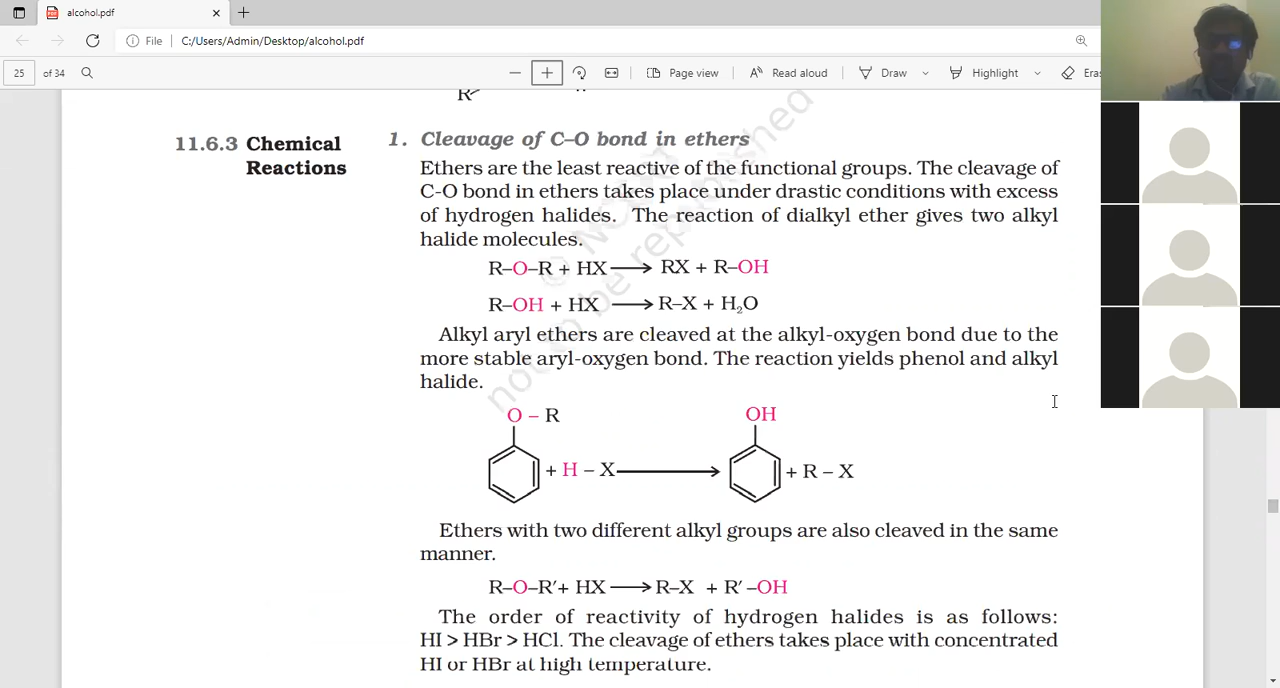 alcohol.pdf
File C:/Users/Admin/Desktop/alcohol.pdf
25 of 34 Page view Read aloud Draw Highlight Eras
R
11.6.3 Chemical Reactions
1. Cleavage of C–O bond in ethers
Ethers are the least reactive of the functional groups. The cleavage of
C-O bond in ethers takes place under drastic conditions with excess
of hydrogen halides. The reaction of dialkyl ether gives two alkyl
halide molecules.
R–O–R + HX ⟶ RX + R–OH
R–OH + HX ⟶ R–X + H₂O
Alkyl aryl ethers are cleaved at the alkyl-oxygen bond due to the
more stable aryl-oxygen bond. The reaction yields phenol and alkyl
halide.
O – R OH
+ H – X ⟶ + R – X
Ethers with two different alkyl groups are also cleaved in the same
manner.
R–O–R′+ HX ⟶ R–X + R′–OH
The order of reactivity of hydrogen halides is as follows:
HI > HBr > HCl. The cleavage of ethers takes place with concentrated
HI or HBr at high temperature.